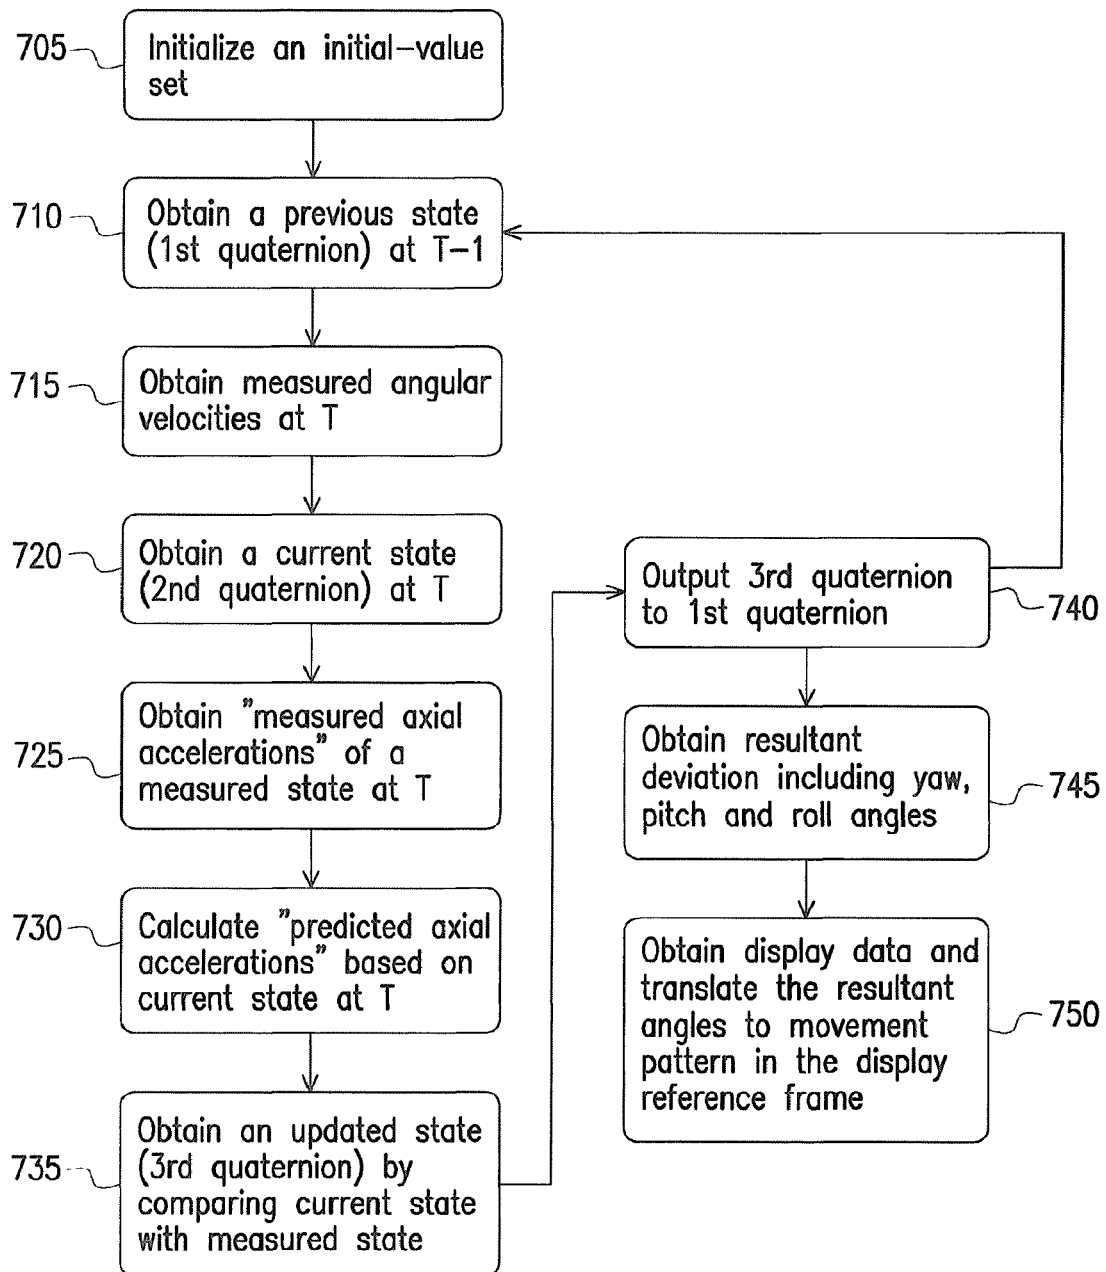 705
Initialize an initial-value
set
710
Obtain a previous state
(1st quaternion) at T-1
715
Obtain measured angular
velocities at T
720
Obtain a current state
(2nd quaternion) at T
725
Obtain "measured axial
accelerations" of a
measured state at T
730
Calculate "predicted axial
accelerations" based on
current state at T
735
Obtain an updated state
(3rd quaternion) by
comparing current state
with measured state
Output 3rd quaternion
to 1st quaternion
740
Obtain resultant
deviation including yaw,
pitch and roll angles
745
Obtain display data and
translate the resultant
angles to movement
pattern in the display
reference frame
750